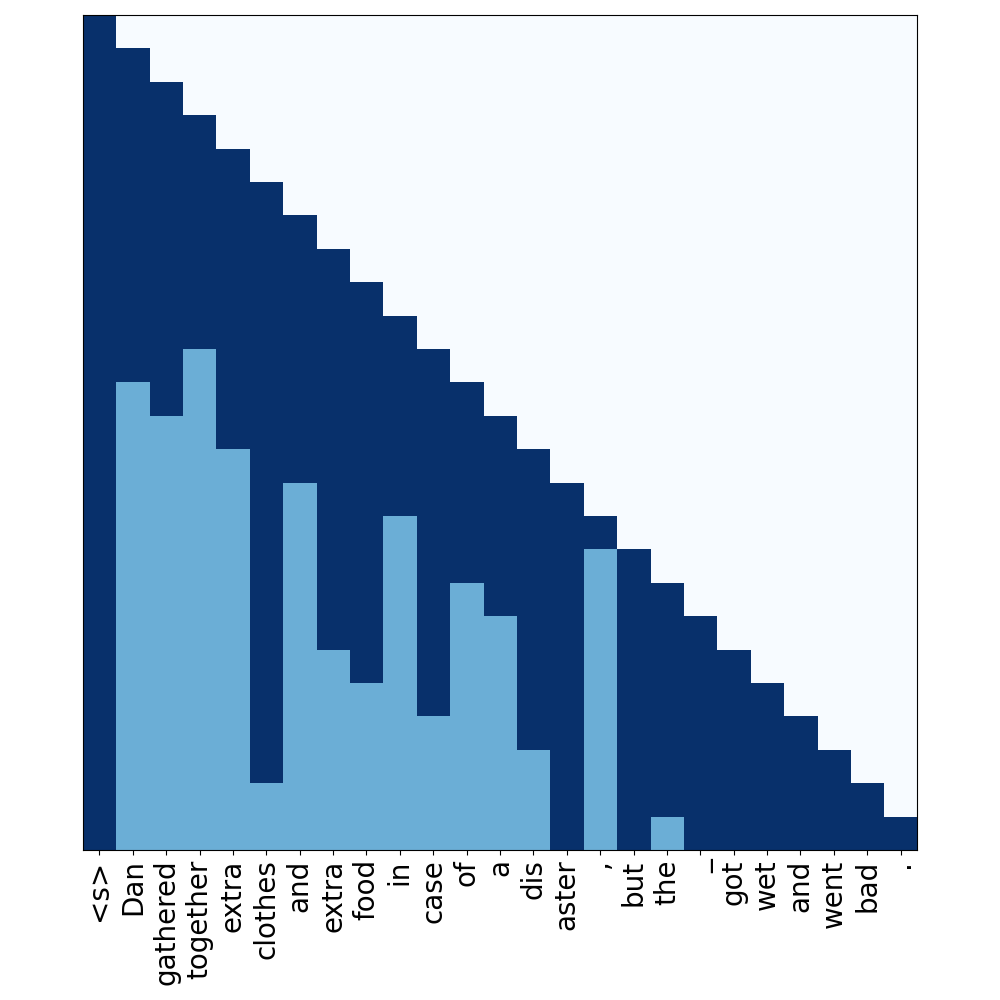 <s> Dan gathered together extra clothes and extra food in case of a dis aster , but the _ got wet and went bad .